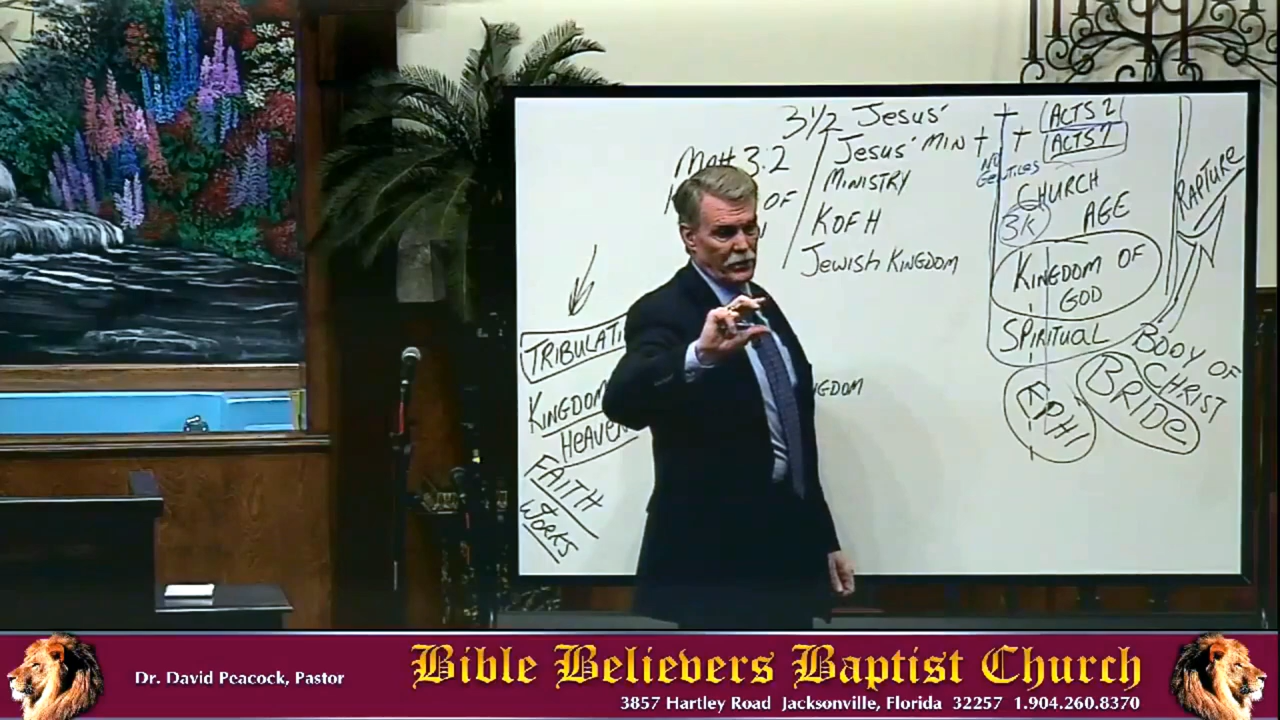 3½ Jesus'
Matt 3:2
OF
Jesus' MIN
MINISTRY
K OF H
Jewish KINGDOM
NO
GENTILES
ACTS 2
ACTS 7
CHURCH
AGE
3K
KINGDOM OF
GOD
SPIRITUAL
EPHI
BODY OF
CHRIST
BRIDE
RAPTURE
TRIBULATI
KINGDOM
HEAVEN
FAITH
+
WORKS
GDOM
Bible Believers Baptist Church
Dr. David Peacock, Pastor
3857 Hartley Road Jacksonville, Florida 32257 1.904.260.8370